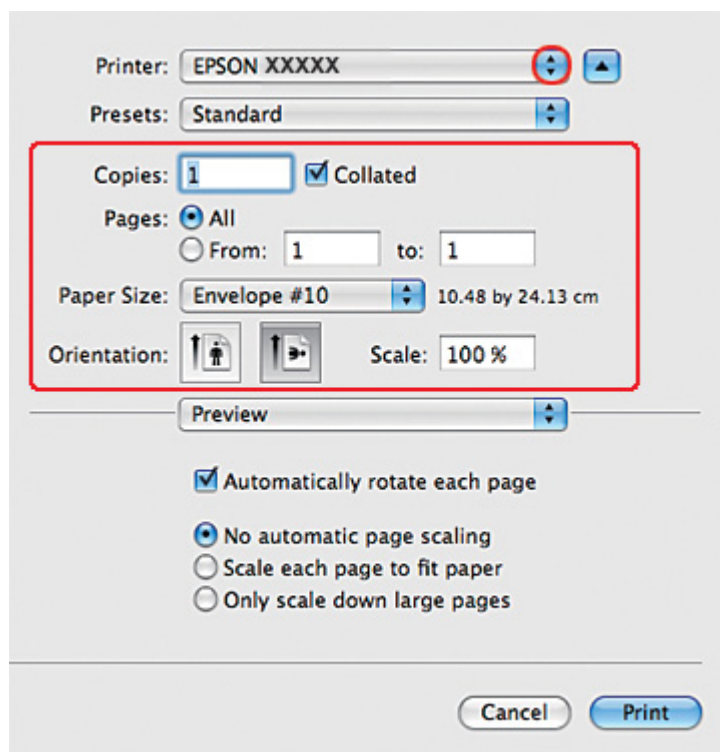 Printer: EPSON XXXXX
Presets: Standard
Copies: 1 Collated
Pages: All
From: 1 to: 1
Paper Size: Envelope #10 10.48 by 24.13 cm
Orientation: Scale: 100 %
Preview
Automatically rotate each page
No automatic page scaling
Scale each page to fit paper
Only scale down large pages
Cancel Print